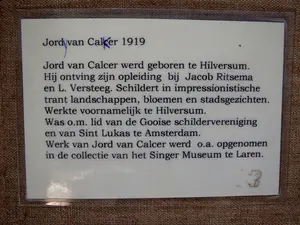 Jord van Calcer 1919
Jord van Calcer werd geboren te Hilversum.
Hij ontving zijn opleiding bij Jacob Ritsema
en L. Versteeg. Schildert in impressionistische
trant landschappen, bloemen en stadsgezichten.
Werkte voornamelijk te Hilversum.
Was o.m. lid van de Gooise schildervereniging
en van Sint Lukas te Amsterdam.
Werk van Jord van Calcer werd o.a. opgenomen
in de collectie van het Singer Museum te Laren.
3